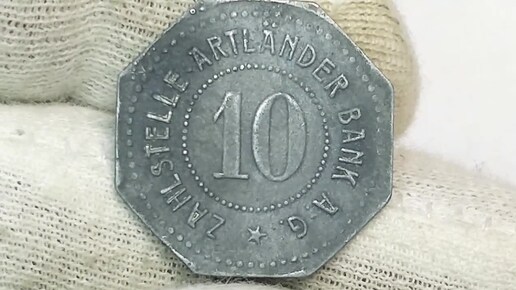 ZAHLSTELLE ARTLÄNDER BANK A-G.
10